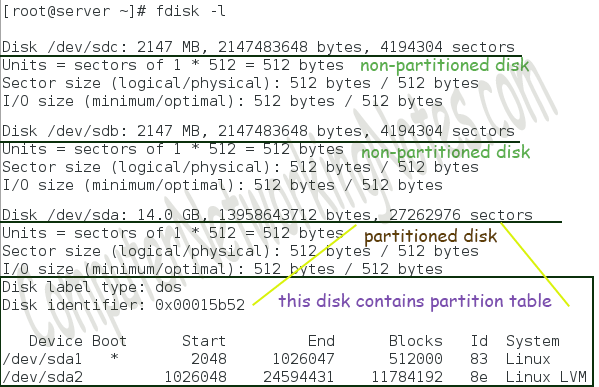 [root@server ~]# fdisk -l
Disk /dev/sdc: 2147 MB, 2147483648 bytes, 4194304 sectors
Units = sectors of 1 * 512 = 512 bytes non-partitioned disk
Sector size (logical/physical): 512 bytes / 512 bytes
I/O size (minimum/optimal): 512 bytes / 512 bytes
Disk /dev/sdb: 2147 MB, 2147483648 bytes, 4194304 sectors
Units = sectors of 1 * 512 = 512 bytes non-partitioned disk
Sector size (logical/physical): 512 bytes / 512 bytes
I/O size (minimum/optimal): 512 bytes / 512 bytes
Disk /dev/sda: 14.0 GB, 13958643712 bytes, 27262976 sectors
Units = sectors of 1 * 512 = 512 bytes partitioned disk
Sector size (logical/physical): 512 bytes / 512 bytes
I/O size (minimum/optimal): 512 bytes / 512 bytes
Disk label type: dos
Disk identifier: 0x00015b52 this disk contains partition table
Device Boot Start End Blocks Id System
/dev/sda1 * 2048 1026047 512000 83 Linux
/dev/sda2 1026048 24594431 11784192 8e Linux LVM
ComputerNetworkingNotes.com